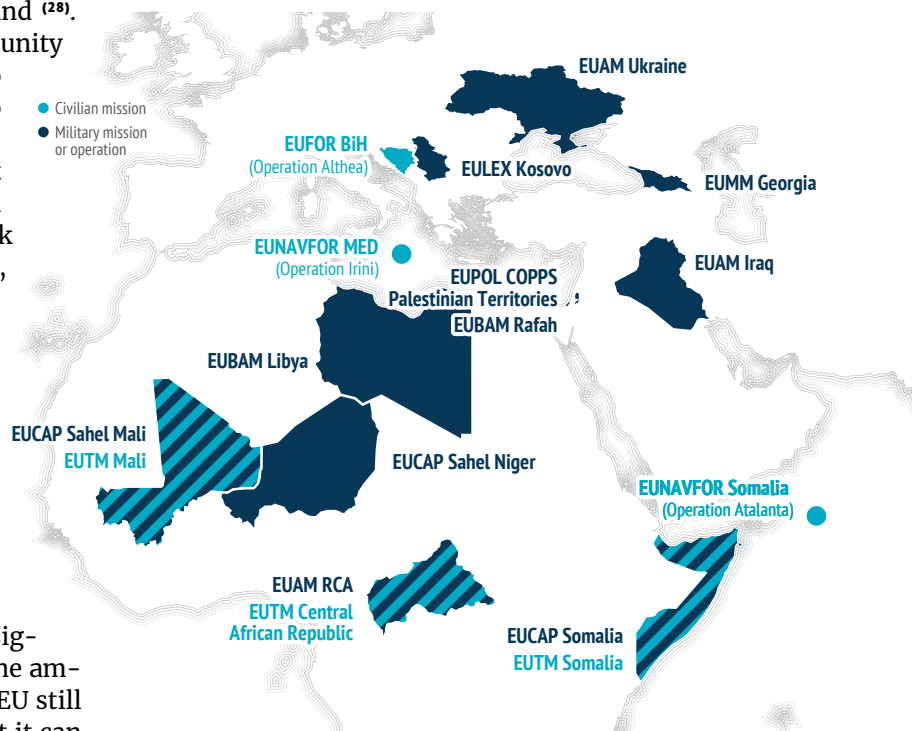 nd (28).
unity
Civilian mission
Military mission
or operation
k
,
EUAM Ukraine
EUFOR BiH
(Operation Althea)
EULEX Kosovo
EUMM Georgia
EUNAVFOR MED
(Operation Irini)
EUAM Iraq
EUPOL COPPS
Palestinian Territories
EUBAM Rafah
EUBAM Libya
EUCAP Sahel Mali
EUTM Mali
EUCAP Sahel Niger
EUNAVFOR Somalia
(Operation Atalanta)
EUAM RCA
EUTM Central
African Republic
EUCAP Somalia
EUTM Somalia
ig-
he am-
EU still
t it can